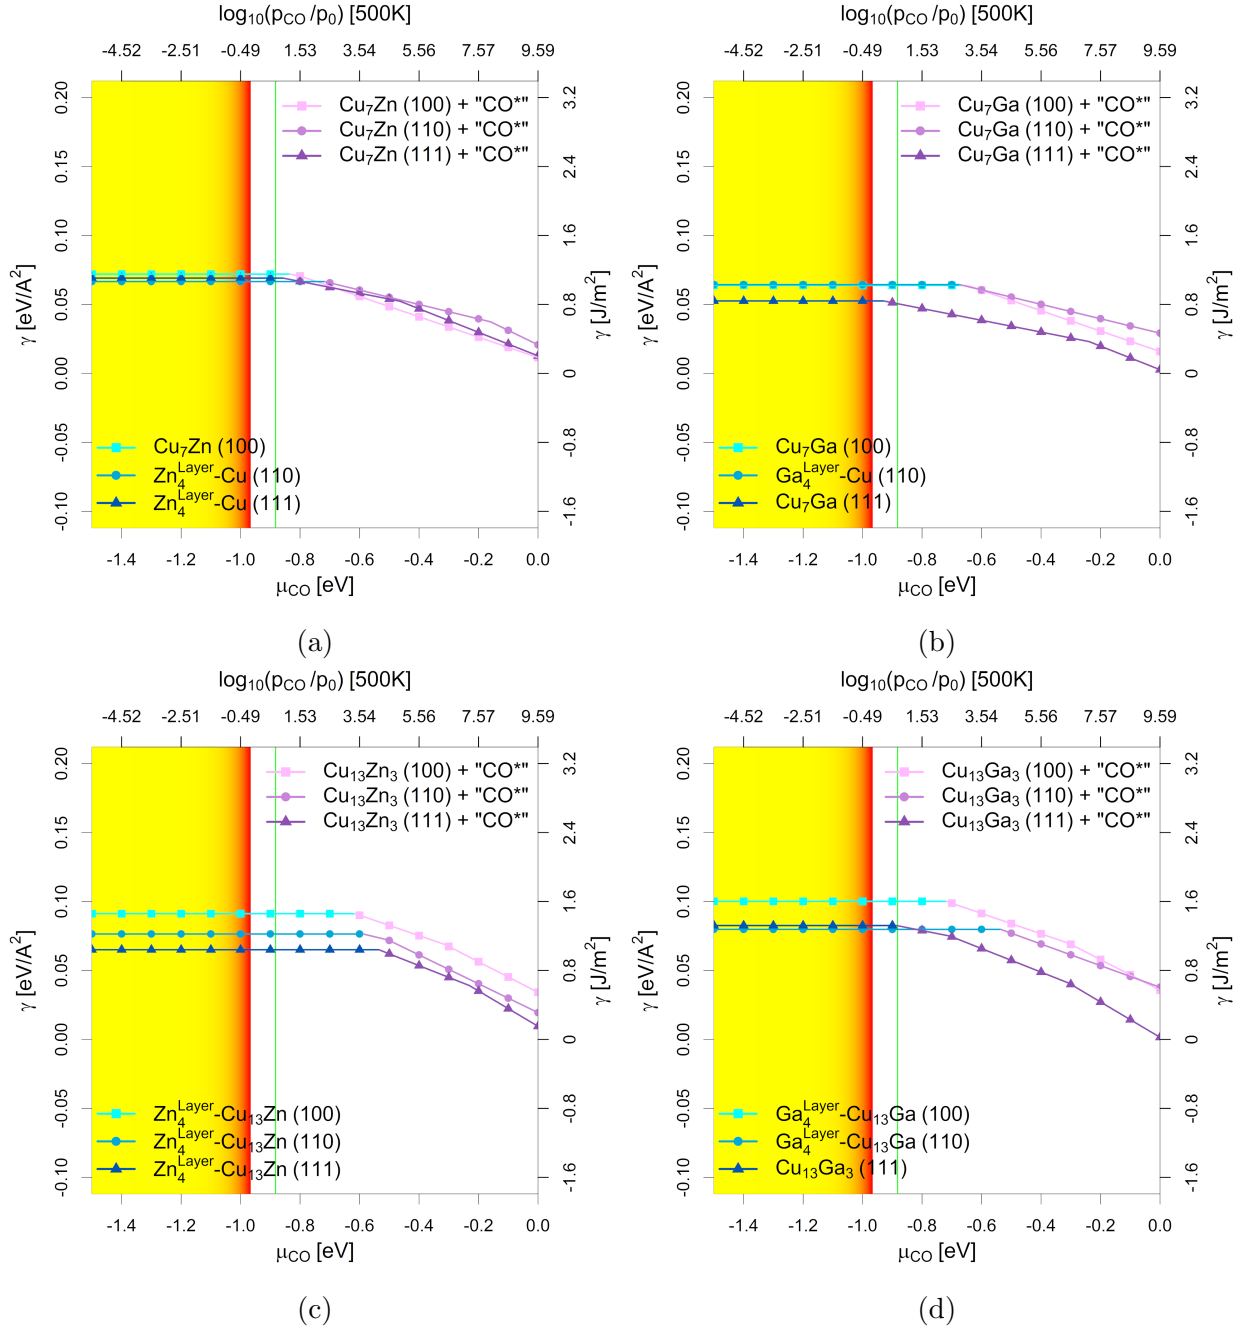 log10(pCO/p0) [500K]
-4.52 -2.51 -0.49 1.53 3.54 5.56 7.57 9.59
Cu7Zn (100) + "CO*"
Cu7Zn (110) + "CO*"
Cu7Zn (111) + "CO*"
0.20 0.15 0.10 0.05 0.00 -0.05 -0.10
γ [eV/A2]
3.2 2.4 1.6 0.8 0 -0.8 -1.6
γ [J/m2]
Cu7Zn (100)
Zn4Layer-Cu (110)
Zn4Layer-Cu (111)
-1.4 -1.2 -1.0 -0.8 -0.6 -0.4 -0.2 0.0
μCO [eV]
(a)
log10(pCO/p0) [500K]
-4.52 -2.51 -0.49 1.53 3.54 5.56 7.57 9.59
Cu7Ga (100) + "CO*"
Cu7Ga (110) + "CO*"
Cu7Ga (111) + "CO*"
0.20 0.15 0.10 0.05 0.00 -0.05 -0.10
γ [eV/A2]
3.2 2.4 1.6 0.8 0 -0.8 -1.6
γ [J/m2]
Cu7Ga (100)
Ga4Layer-Cu (110)
Cu7Ga (111)
-1.4 -1.2 -1.0 -0.8 -0.6 -0.4 -0.2 0.0
μCO [eV]
(b)
log10(pCO/p0) [500K]
-4.52 -2.51 -0.49 1.53 3.54 5.56 7.57 9.59
Cu13Zn3 (100) + "CO*"
Cu13Zn3 (110) + "CO*"
Cu13Zn3 (111) + "CO*"
0.20 0.15 0.10 0.05 0.00 -0.05 -0.10
γ [eV/A2]
3.2 2.4 1.6 0.8 0 -0.8 -1.6
γ [J/m2]
Zn4Layer-Cu13Zn (100)
Zn4Layer-Cu13Zn (110)
Zn4Layer-Cu13Zn (111)
-1.4 -1.2 -1.0 -0.8 -0.6 -0.4 -0.2 0.0
μCO [eV]
(c)
log10(pCO/p0) [500K]
-4.52 -2.51 -0.49 1.53 3.54 5.56 7.57 9.59
Cu13Ga3 (100) + "CO*"
Cu13Ga3 (110) + "CO*"
Cu13Ga3 (111) + "CO*"
0.20 0.15 0.10 0.05 0.00 -0.05 -0.10
γ [eV/A2]
3.2 2.4 1.6 0.8 0 -0.8 -1.6
γ [J/m2]
Ga4Layer-Cu13Ga (100)
Ga4Layer-Cu13Ga (110)
Cu13Ga3 (111)
-1.4 -1.2 -1.0 -0.8 -0.6 -0.4 -0.2 0.0
μCO [eV]
(d)